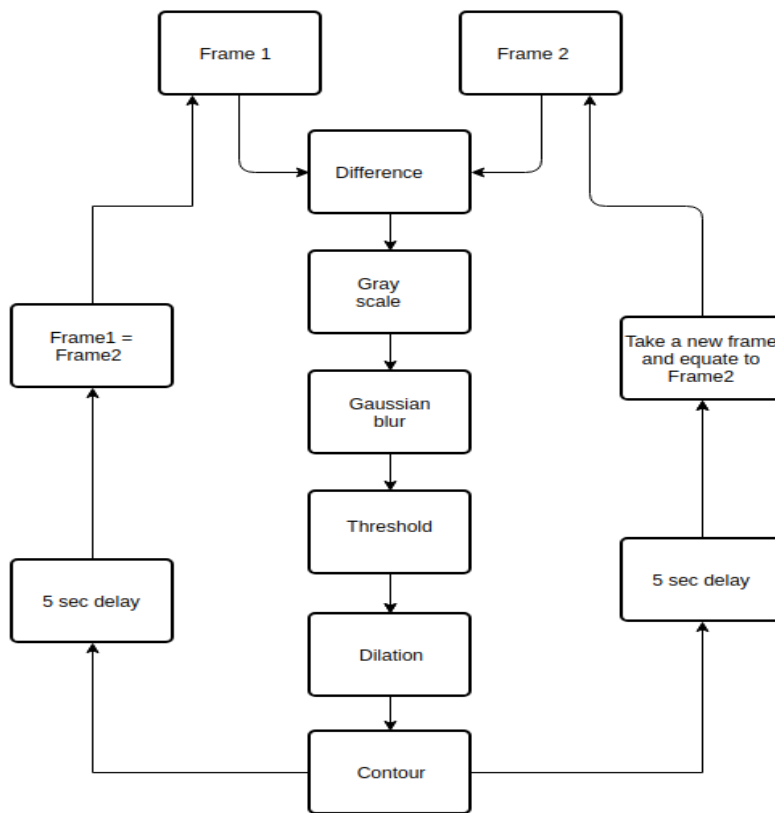 Frame 1
Frame 2
Difference
Gray
scale
Frame1 =
Frame2
Take a new frame
and equate to
Frame2
Gaussian
blur
Threshold
5 sec delay
5 sec delay
Dilation
Contour